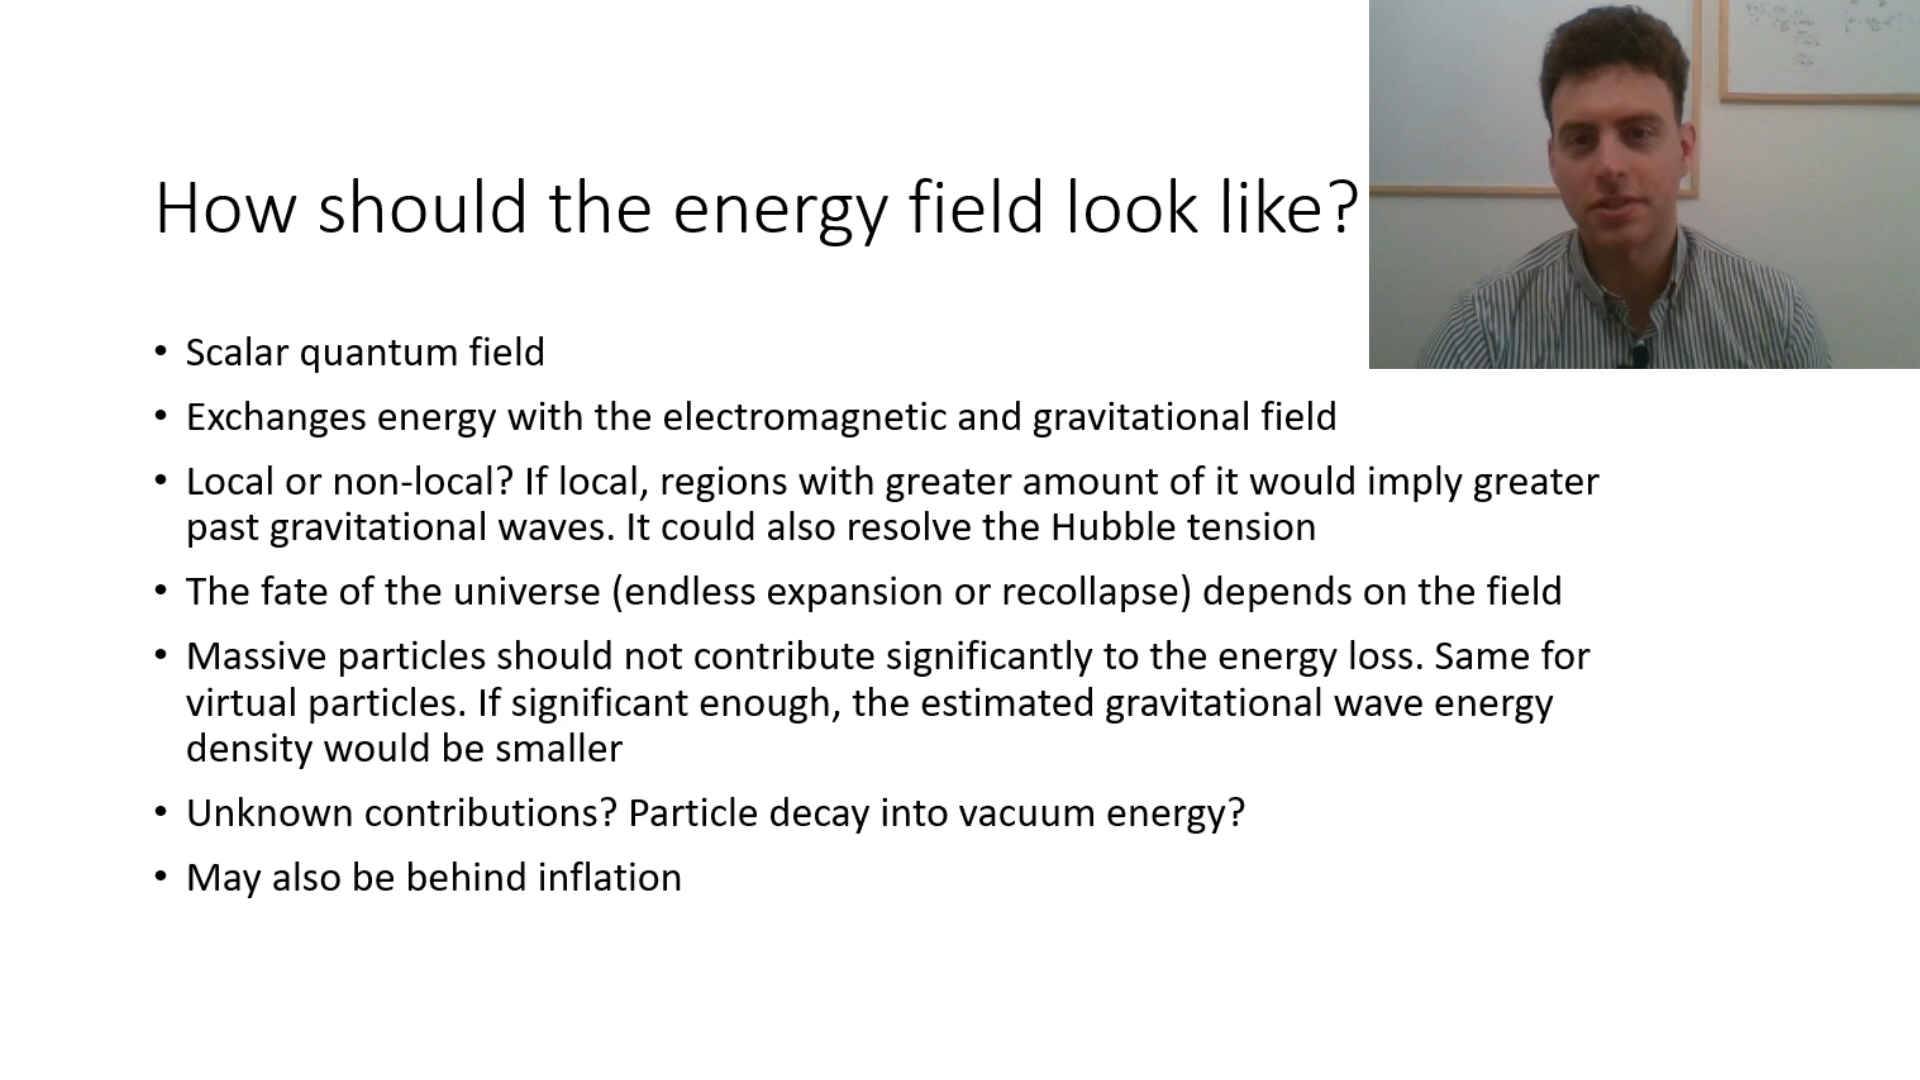 How should the energy field look like?
• Scalar quantum field
• Exchanges energy with the electromagnetic and gravitational field
• Local or non-local? If local, regions with greater amount of it would imply greater
past gravitational waves. It could also resolve the Hubble tension
• The fate of the universe (endless expansion or recollapse) depends on the field
• Massive particles should not contribute significantly to the energy loss. Same for
virtual particles. If significant enough, the estimated gravitational wave energy
density would be smaller
• Unknown contributions? Particle decay into vacuum energy?
• May also be behind inflation